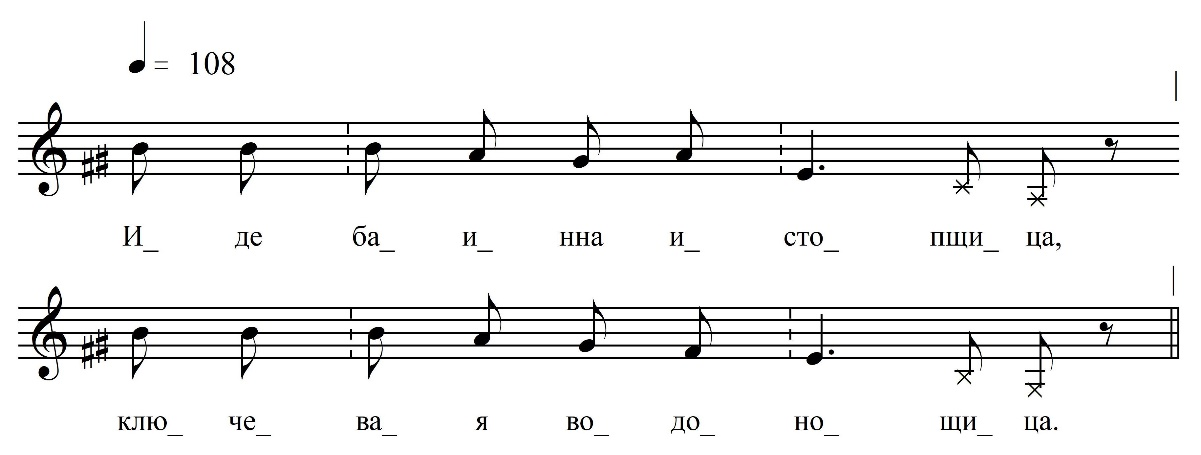 = 108
И_ де ба_ и_ нна и_ сто_ пщи_ ца,
клю_ че_ ва_ я во_ до_ но_ щи_ ца.